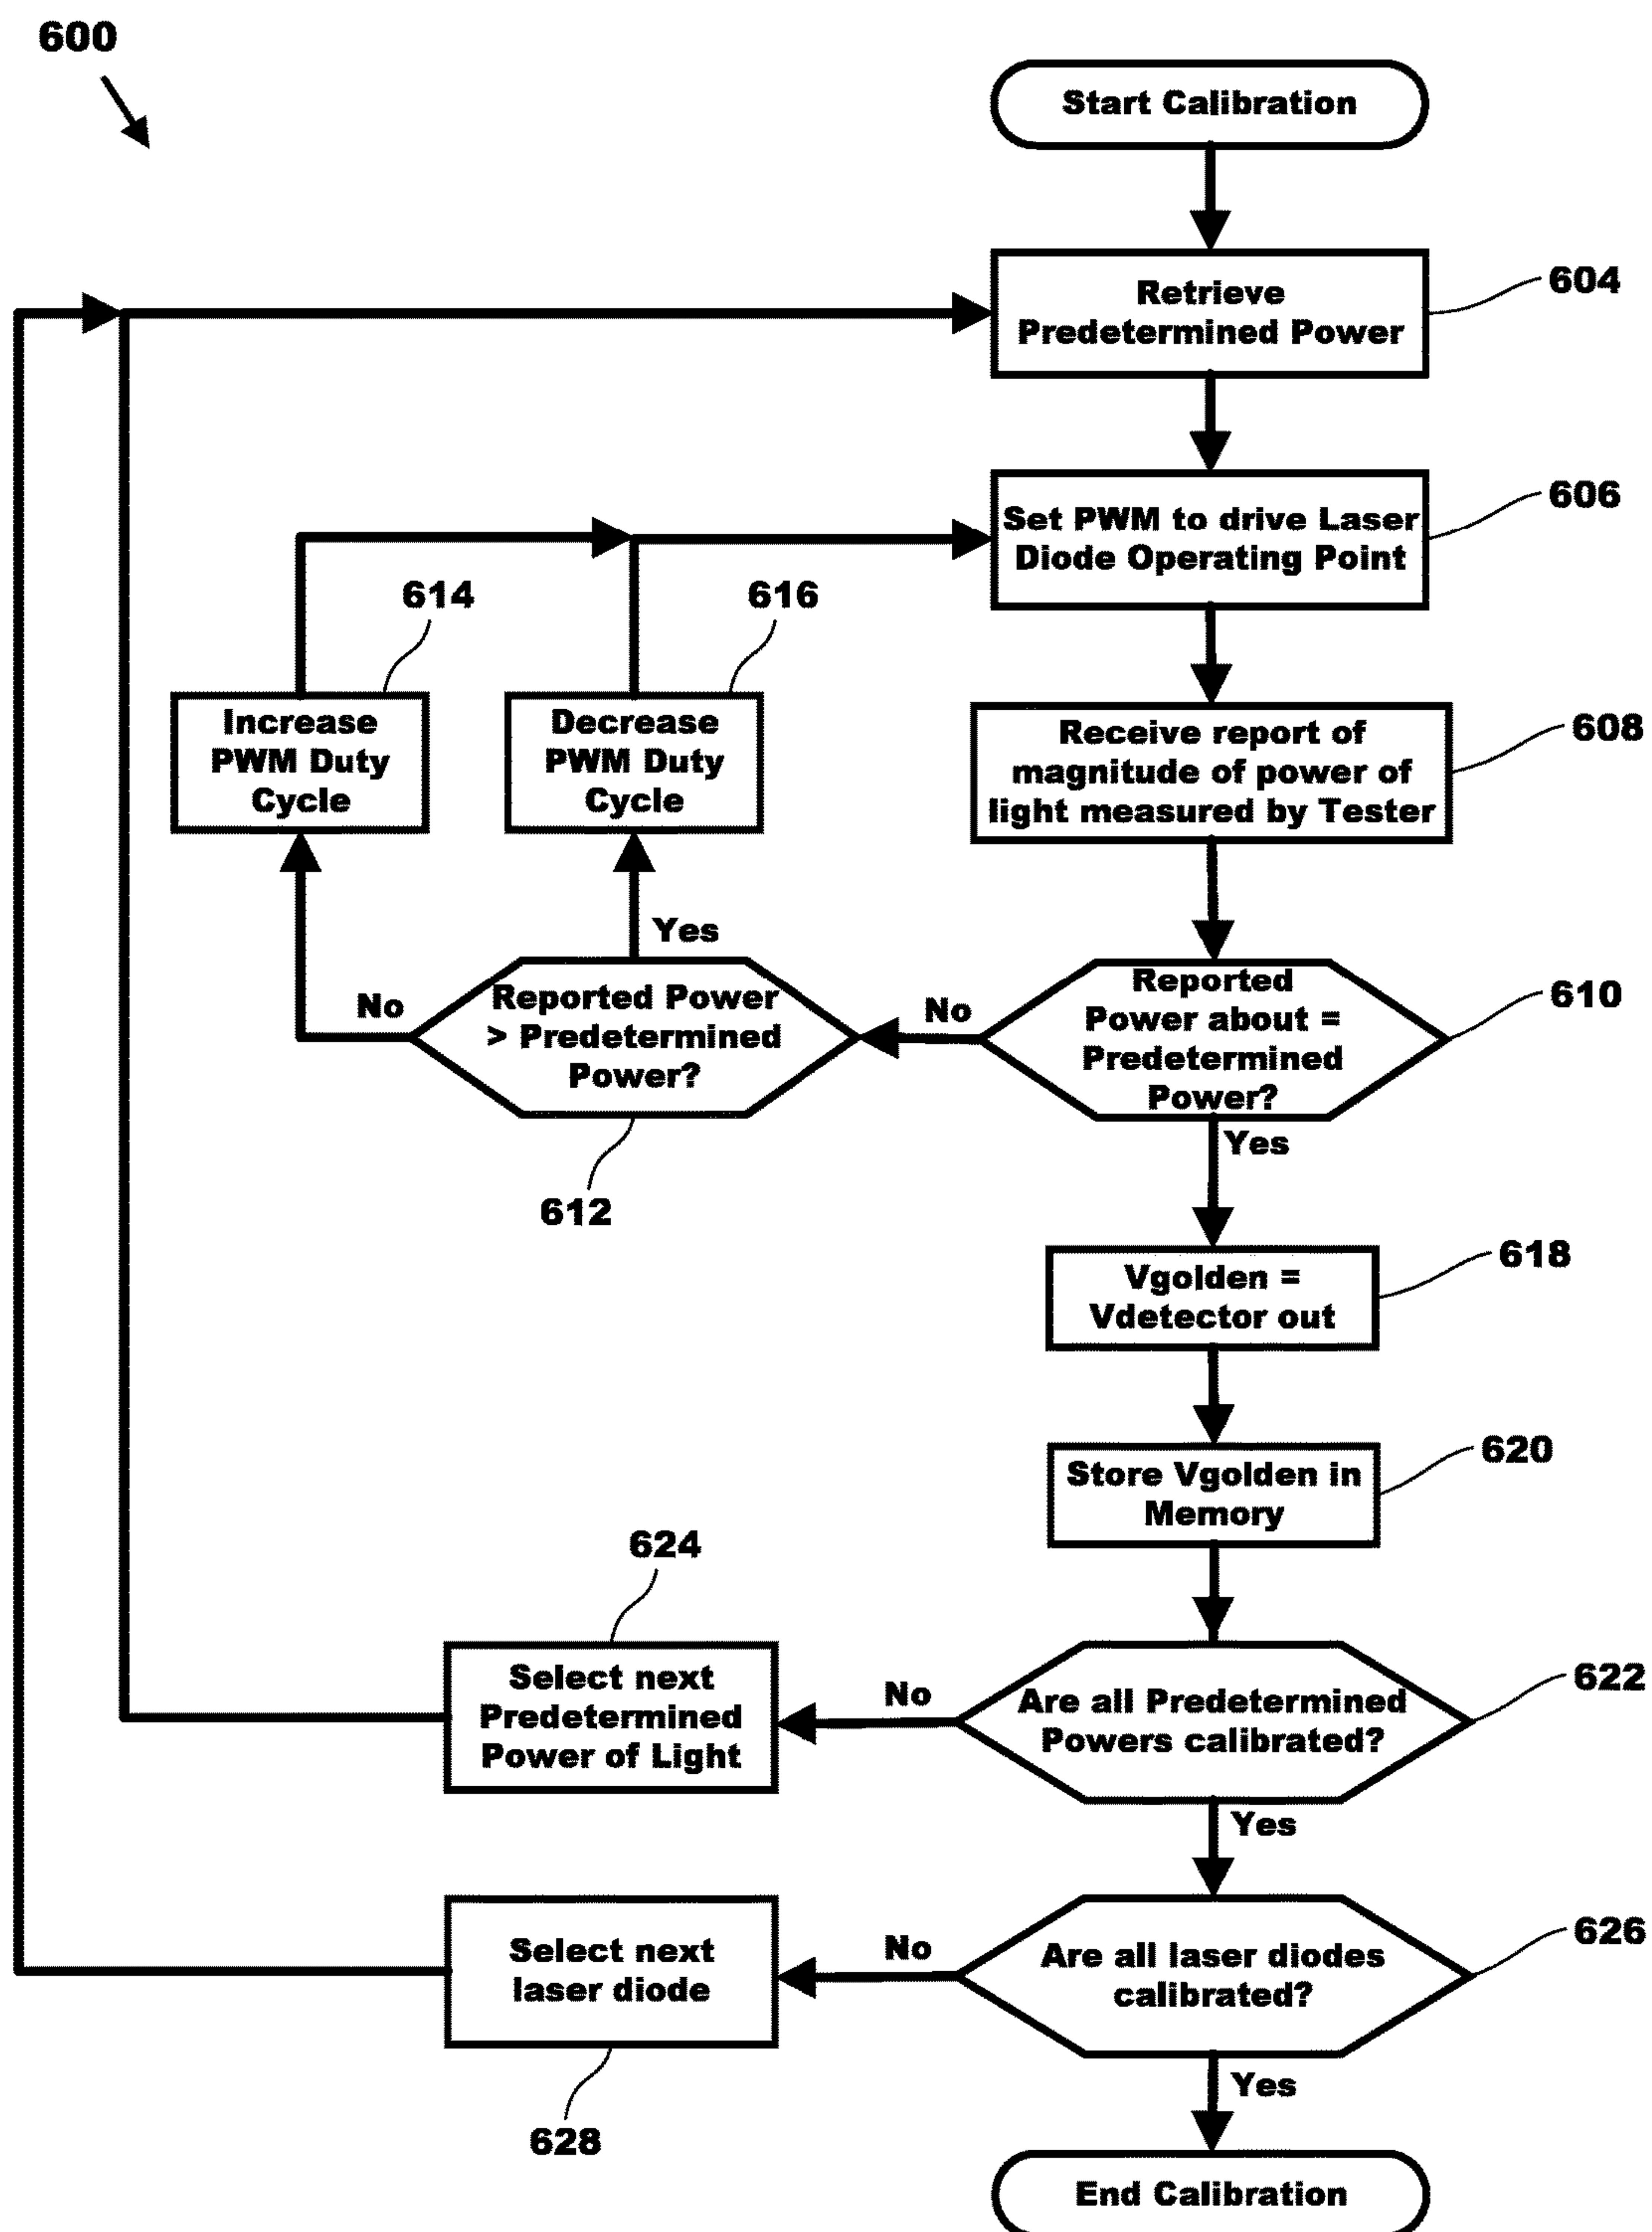 600
Start Calibration
Retrieve
Predetermined Power
604
Set PWM to drive Laser
Diode Operating Point
606
614
616
Increase
PWM Duty
Cycle
Decrease
PWM Duty
Cycle
Receive report of
magnitude of power of
light measured by Tester
608
Yes
No
Reported Power
> Predetermined
Power?
612
No
Reported
Power about =
Predetermined
Power?
610
Yes
Vgolden =
Vdetector out
618
Store Vgolden in
Memory
620
624
Select next
Predetermined
Power of Light
No
Are all Predetermined
Powers calibrated?
622
Yes
Select next
laser diode
628
No
Are all laser diodes
calibrated?
626
Yes
End Calibration